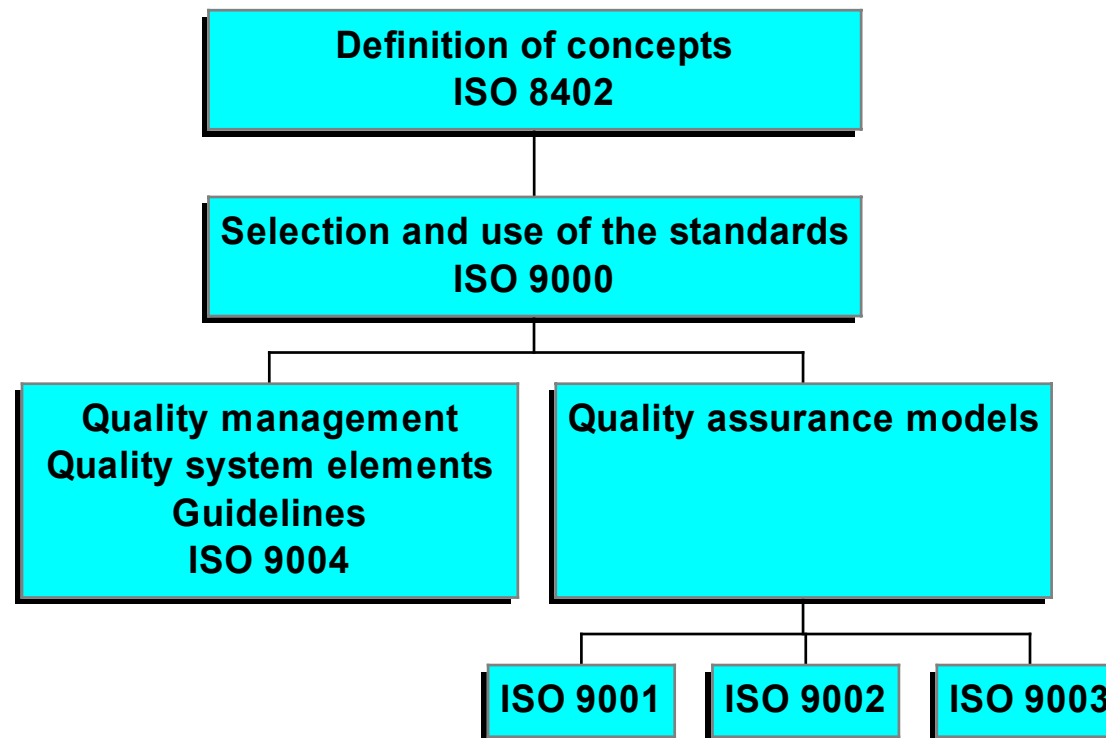 Definition of concepts
ISO 8402
Selection and use of the standards
ISO 9000
Quality management
Quality system elements
Guidelines
ISO 9004
Quality assurance models
ISO 9001
ISO 9002
ISO 9003